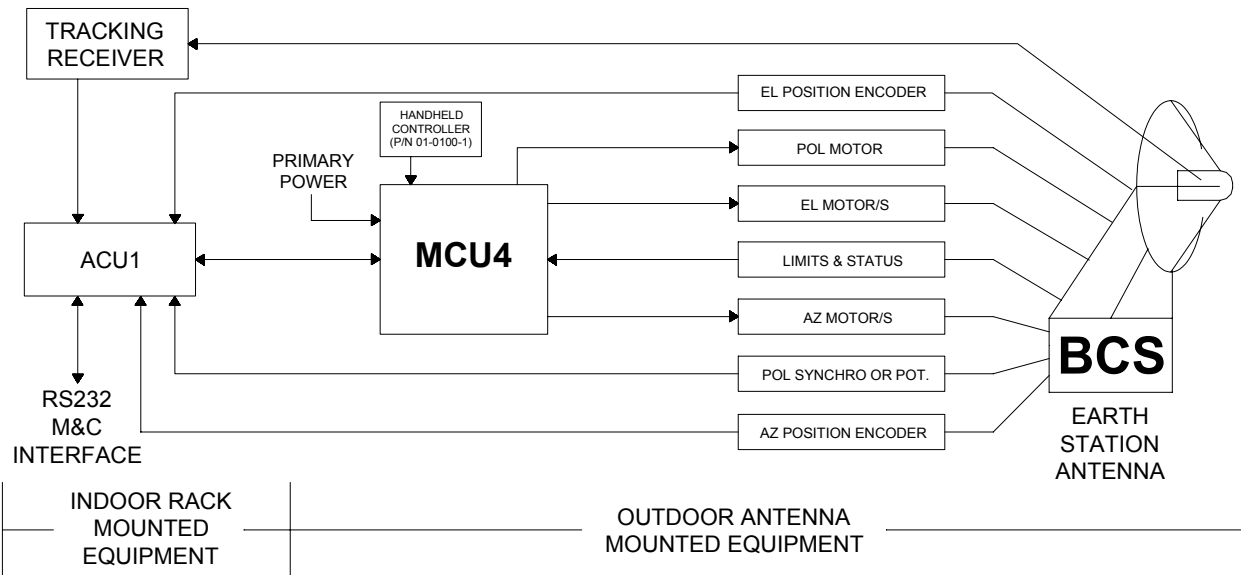 TRACKING
RECEIVER
EL POSITION ENCODER
HANDHELD
CONTROLLER
(P/N 01-0100-1)
POL MOTOR
PRIMARY
POWER
EL MOTOR/S
ACU1
MCU4
LIMITS & STATUS
AZ MOTOR/S
BCS
POL SYNCHRO OR POT.
RS232
M&C
INTERFACE
AZ POSITION ENCODER
EARTH
STATION
ANTENNA
INDOOR RACK
MOUNTED
EQUIPMENT
OUTDOOR ANTENNA
MOUNTED EQUIPMENT